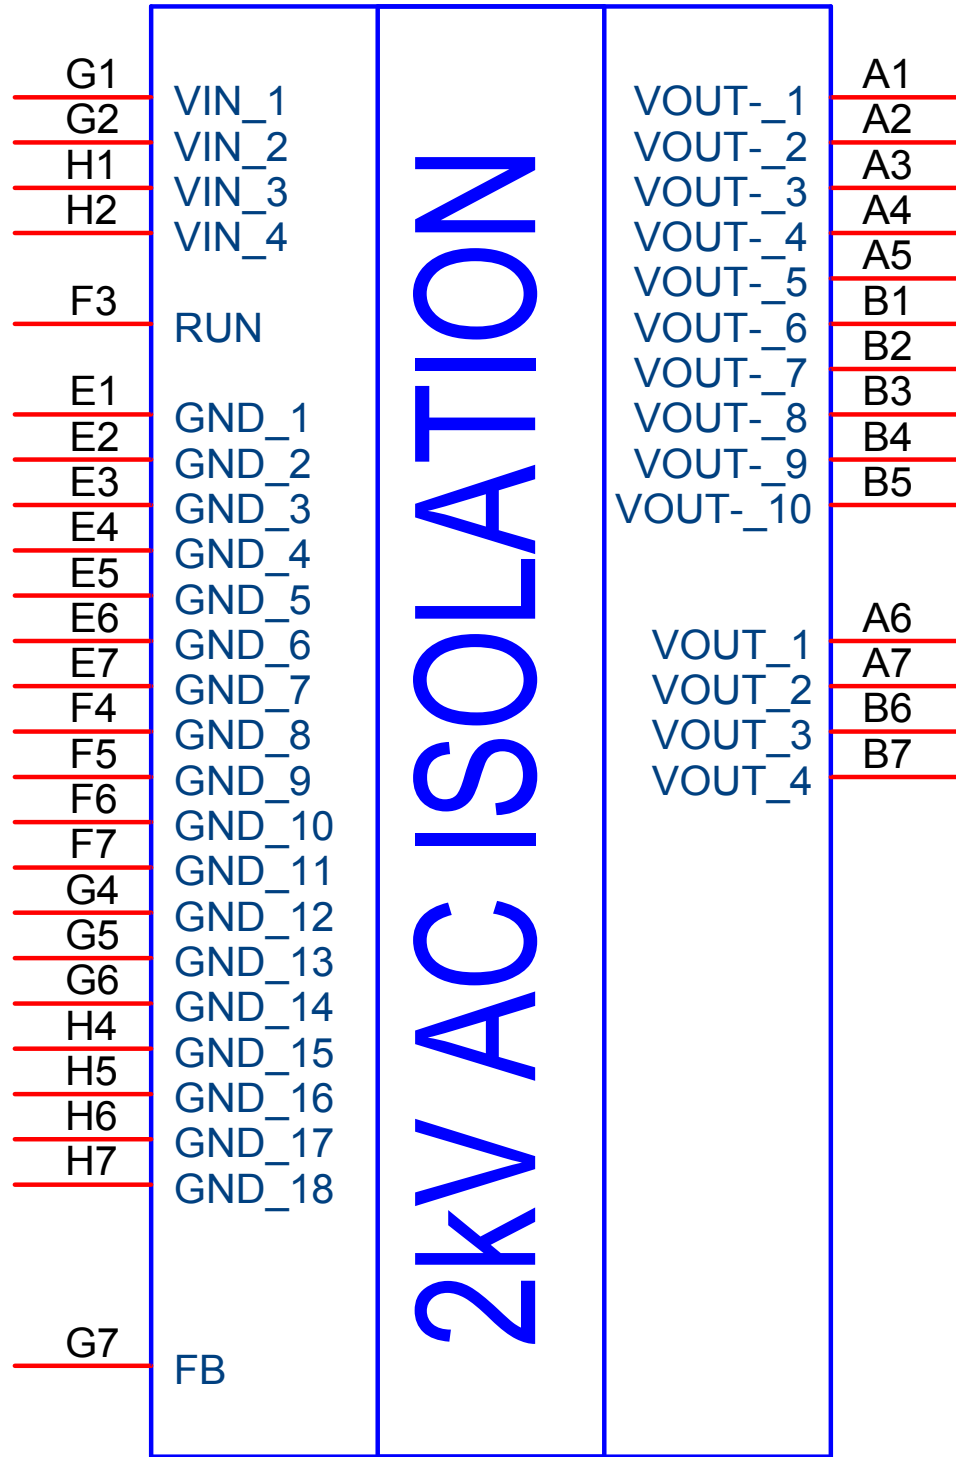 G1 VIN_1
G2 VIN_2
H1 VIN_3
H2 VIN_4
F3 RUN
E1 GND_1
E2 GND_2
E3 GND_3
E4 GND_4
E5 GND_5
E6 GND_6
E7 GND_7
F4 GND_8
F5 GND_9
F6 GND_10
F7 GND_11
G4 GND_12
G5 GND_13
G6 GND_14
H4 GND_15
H5 GND_16
H6 GND_17
H7 GND_18
G7 FB
2kV AC ISOLATION
VOUT-_1 A1
VOUT-_2 A2
VOUT-_3 A3
VOUT-_4 A4
VOUT-_5 A5
VOUT-_6 B1
VOUT-_7 B2
VOUT-_8 B3
VOUT-_9 B4
VOUT-_10 B5
VOUT_1 A6
VOUT_2 A7
VOUT_3 B6
VOUT_4 B7